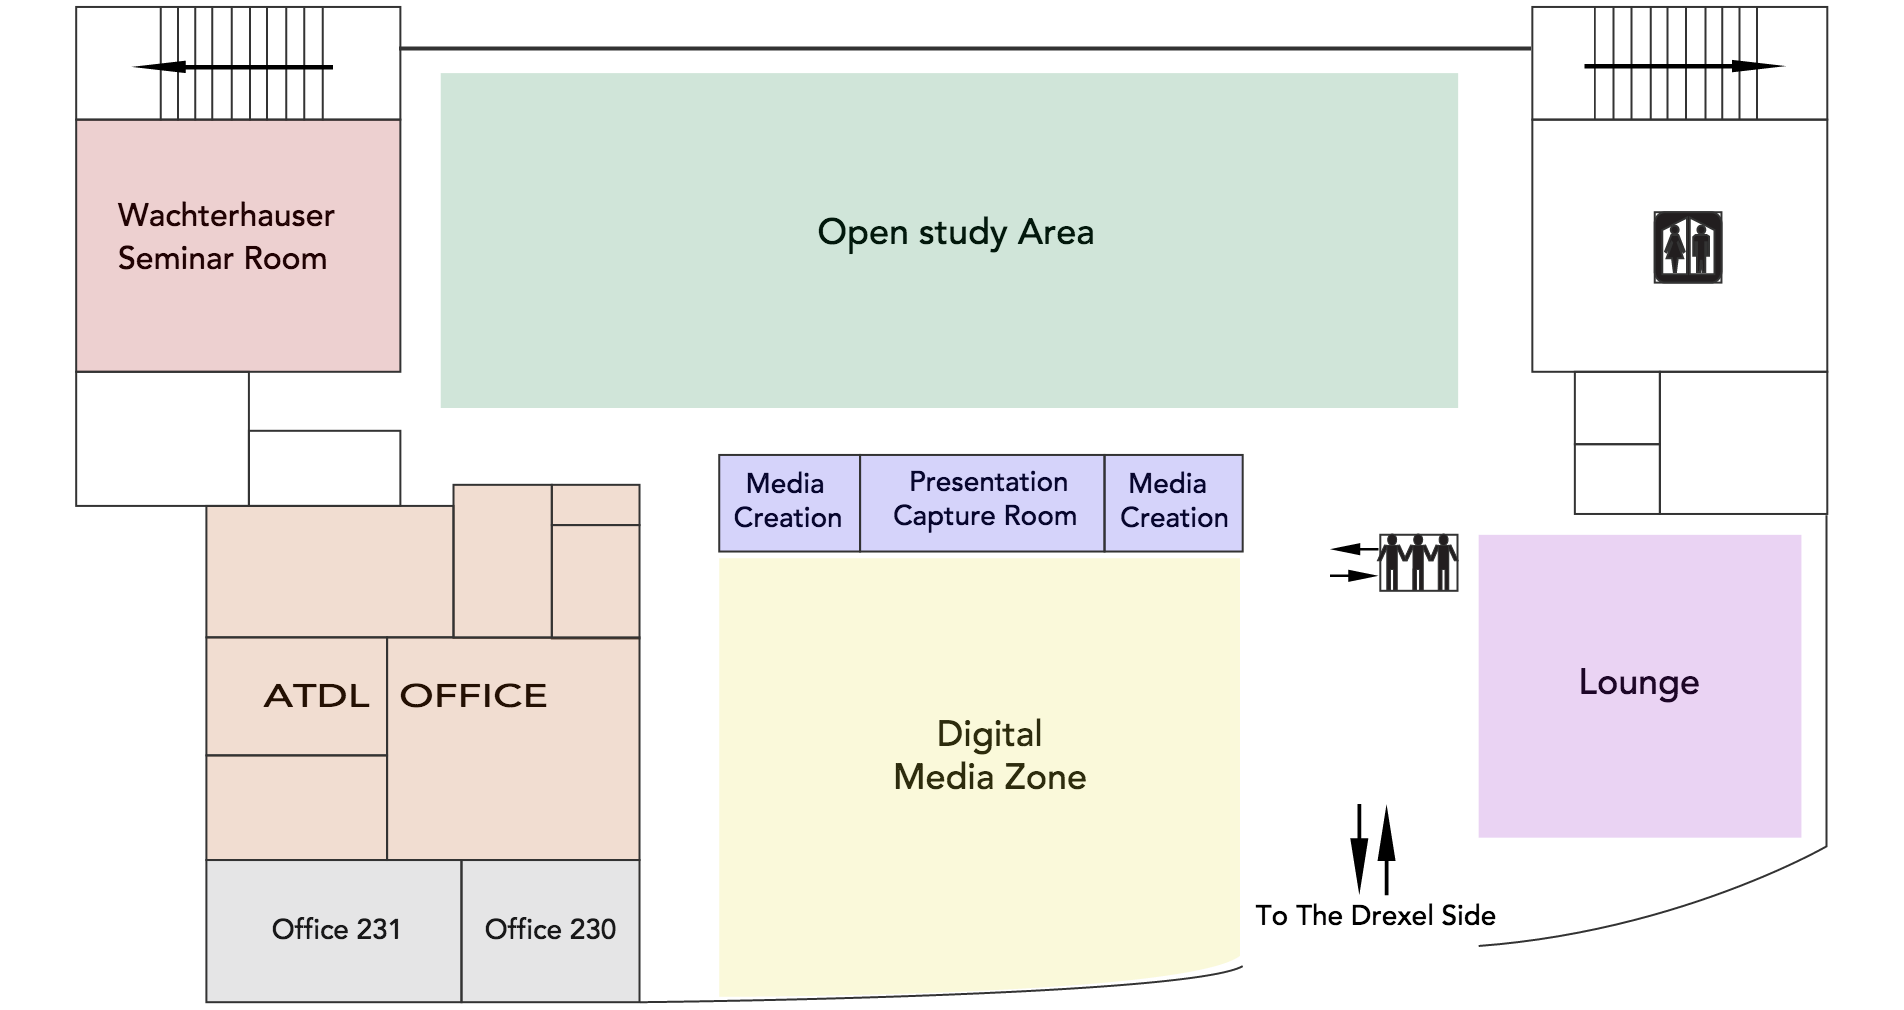 Wachterhauser
Seminar Room
Open study Area
Media
Creation
Presentation
Capture Room
Media
Creation
ATDL OFFICE
Lounge
Digital
Media Zone
To The Drexel Side
Office 231
Office 230